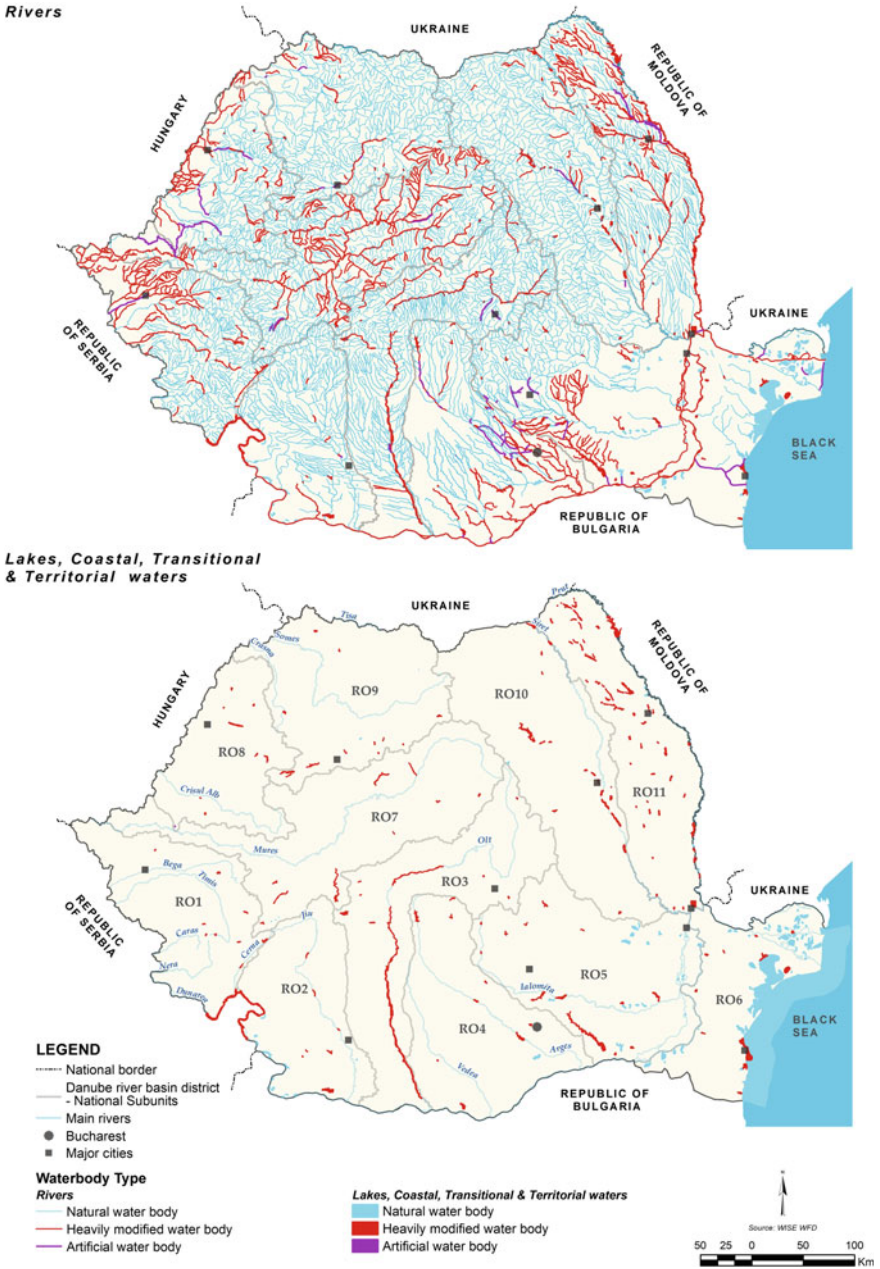 Rivers
UKRAINE
REPUBLIC OF
MOLDOVA
HUNGARY
REPUBLIC
OF SERBIA
UKRAINE
BLACK
SEA
REPUBLIC OF
BULGARIA
Lakes, Coastal, Transitional
& Territorial waters
UKRAINE
Prut
Tisa
Siret
Somes
Crasna
REPUBLIC OF
MOLDOVA
HUNGARY
RO9
RO10
RO8
RO11
Crisul Alb
RO7
Mures
Olt
Bega
Timis
RO3
UKRAINE
REPUBLIC
OF SERBIA
RO1
Jiu
Caras
Cerna
Nera
RO2
RO5
Ialomita
RO6
Dunarea
BLACK
SEA
RO4
Arges
Vedea
REPUBLIC OF
BULGARIA
LEGEND
National border
Danube river basin district
- National Subunits
Main rivers
Bucharest
Major cities
Waterbody Type
Rivers
Natural water body
Heavily modified water body
Artificial water body
Lakes, Coastal, Transitional & Territorial waters
Natural water body
Heavily modified water body
Artificial water body
N
Source: WISE WFD
50 25 0 50 100
Km